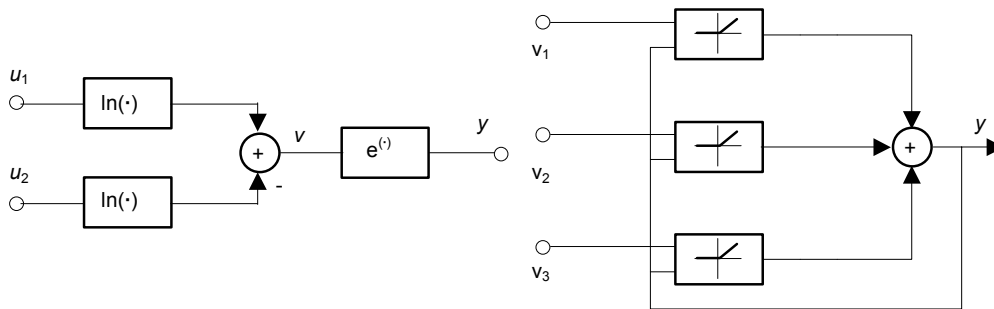 u1
ln(·)
u2
ln(·)
+
-
v
e(·)
y
v1
v2
v3
+
y